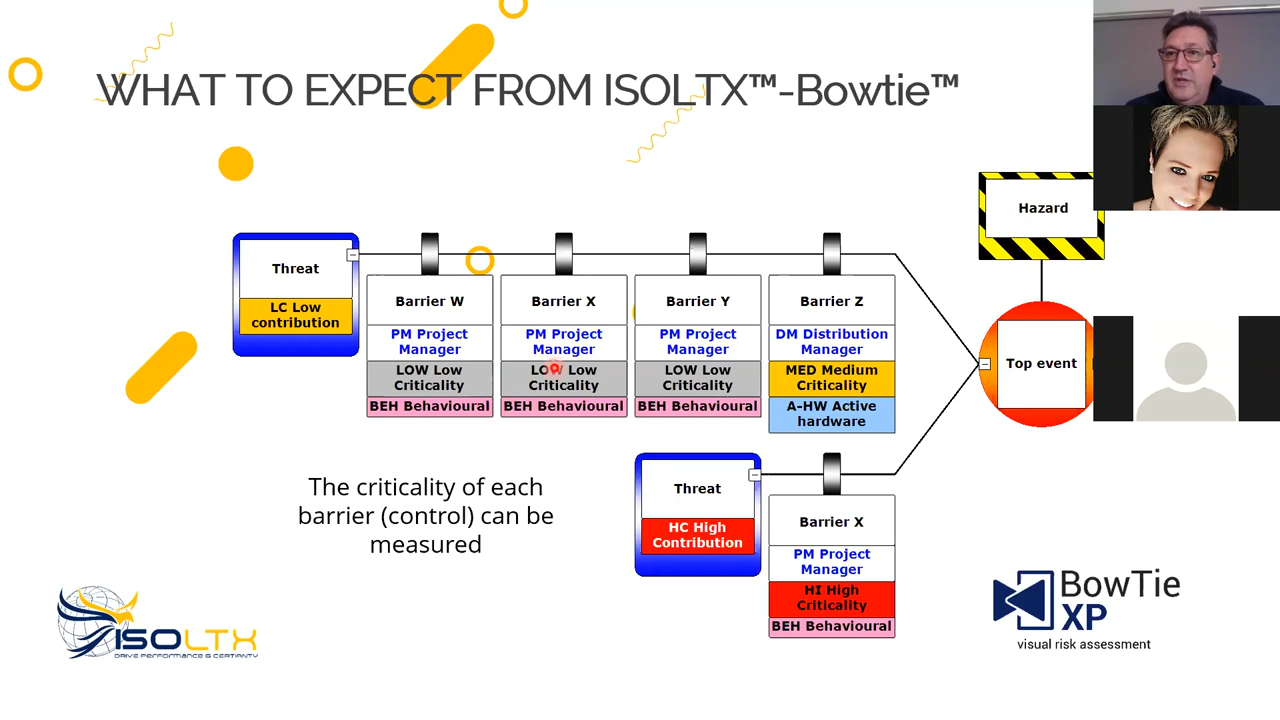 WHAT TO EXPECT FROM ISOLTX™-Bowtie™
Hazard
Threat
LC Low
contribution
Barrier W
PM Project
Manager
LOW Low
Criticality
BEH Behavioural
Barrier X
PM Project
Manager
LOW Low
Criticality
BEH Behavioural
Barrier Y
PM Project
Manager
LOW Low
Criticality
BEH Behavioural
Barrier Z
DM Distribution
Manager
MED Medium
Criticality
A-HW Active
hardware
Top event
Threat
HC High
Contribution
Barrier X
PM Project
Manager
HI High
Criticality
BEH Behavioural
The criticality of each
barrier (control) can be
measured
ISOLTX
DRIVE PERFORMANCE & CERTAINTY
BowTie
XP
visual risk assessment